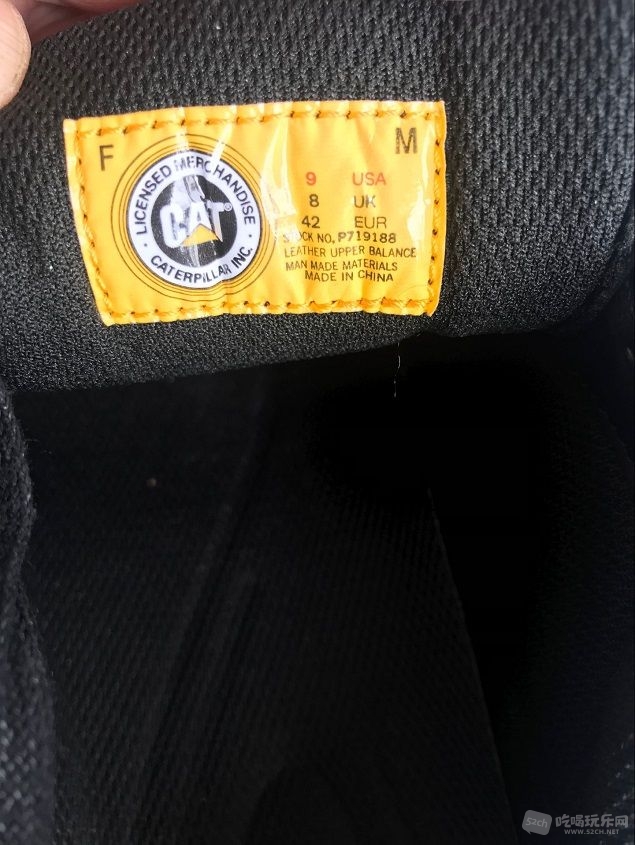 F
M
LICENSED MERCHANDISE
CAT®
CATERPILLAR INC.
9 USA
8 UK
42 EUR
STOCK NO. P719188
LEATHER UPPER BALANCE
MAN MADE MATERIALS
MADE IN CHINA
52ch 吃喝玩乐网
WWW.52CH.NET